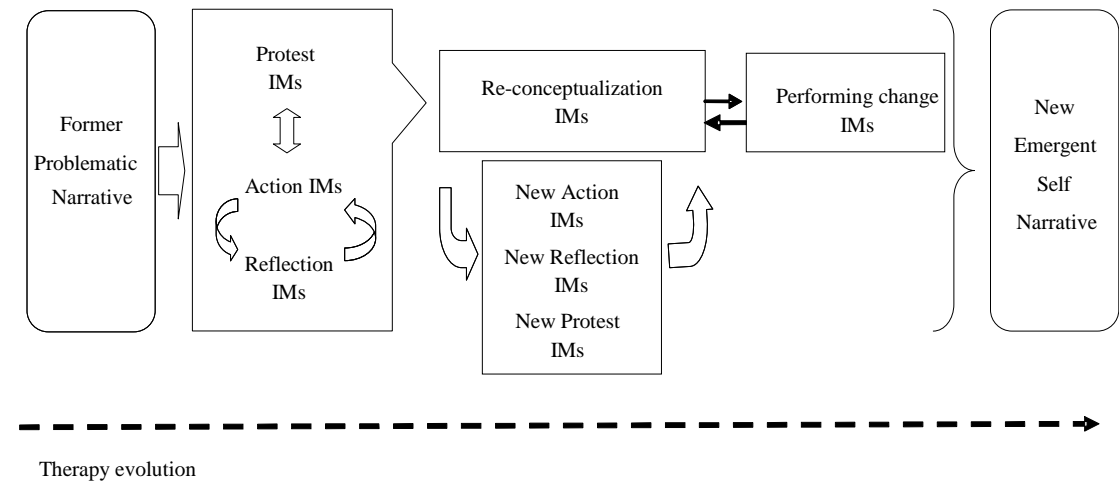 Former
Problematic
Narrative
Protest
IMs
Action IMs
Reflection
IMs
Re-conceptualization
IMs
Performing change
IMs
New Action
IMs
New Reflection
IMs
New Protest
IMs
New
Emergent
Self
Narrative
Therapy evolution